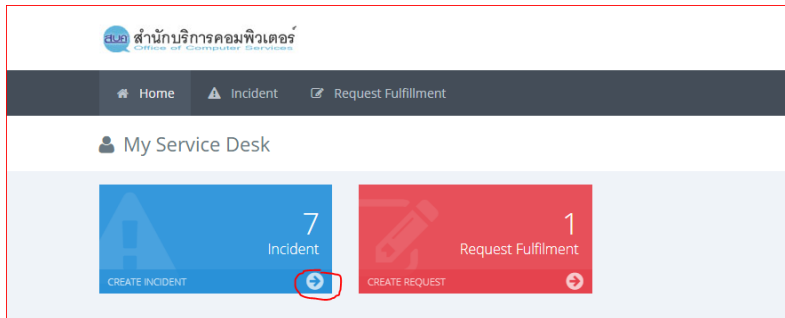 สบค สำนักบริการคอมพิวเตอร์
Office of Computer Services
Home Incident Request Fulfillment
My Service Desk
7
Incident
CREATE INCIDENT
1
Request Fulfilment
CREATE REQUEST